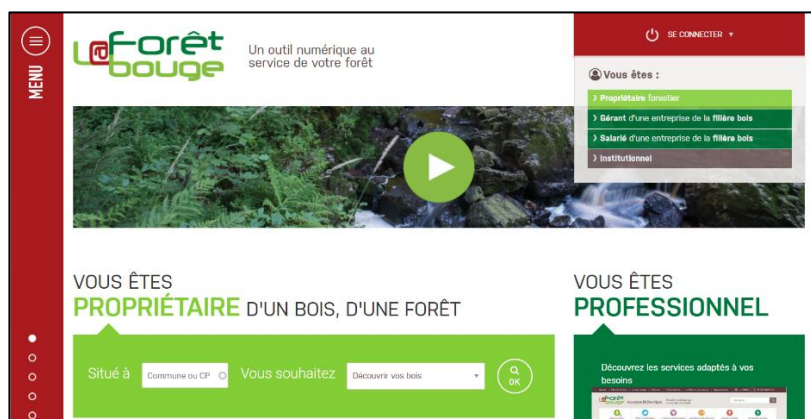 MENU
La Forêt bouge
Un outil numérique au
service de votre forêt
SE CONNECTER
Vous êtes :
Propriétaire forestier
Gérant d'une entreprise de la filière bois
Salarié d'une entreprise de la filière bois
Institutionnel
VOUS ÊTES
PROPRIÉTAIRE D'UN BOIS, D'UNE FORÊT
Situé à Commune ou CP Vous souhaitez Découvrir vos bois OK
VOUS ÊTES
PROFESSIONNEL
Découvrez les services adaptés à vos
besoins